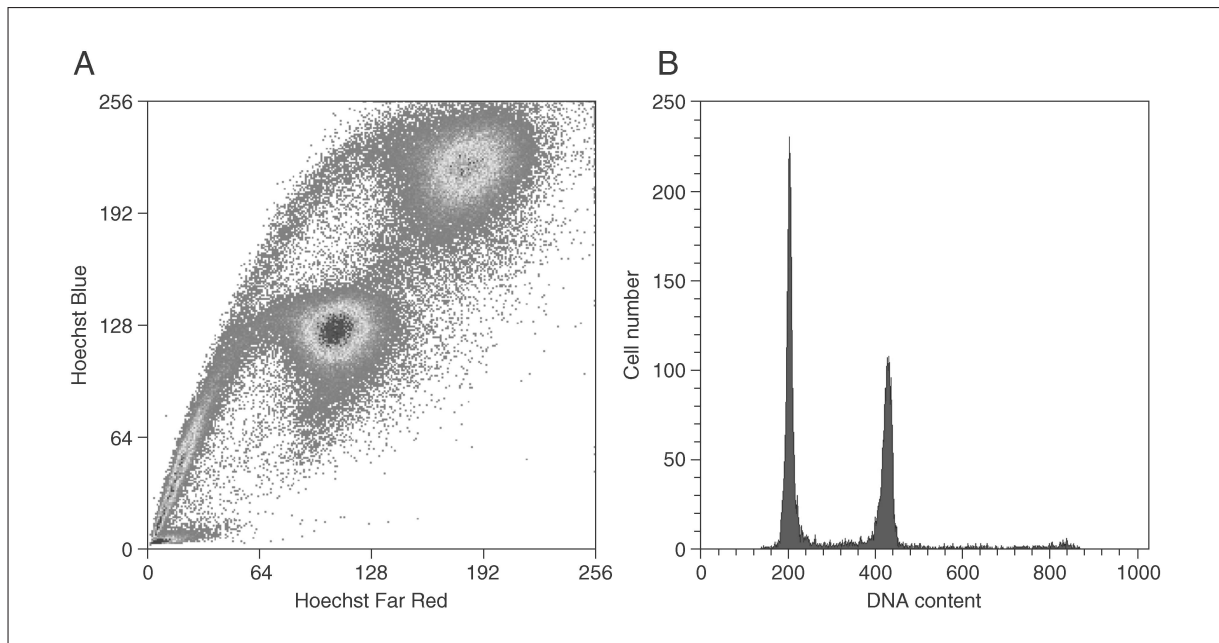 A
256
192
128
64
0
Hoechst Blue
0 64 128 192 256
Hoechst Far Red
B
250
200
150
100
50
0
Cell number
0 200 400 600 800 1000
DNA content